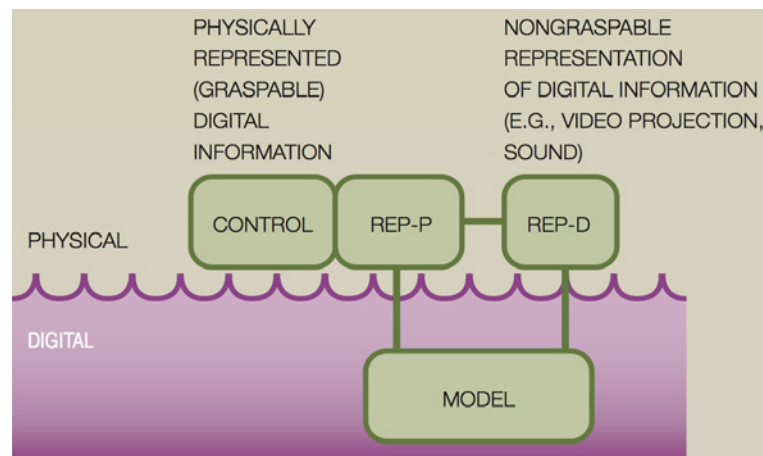 PHYSICALLY
REPRESENTED
(GRASPABLE)
DIGITAL
INFORMATION
NONGRASPABLE
REPRESENTATION
OF DIGITAL INFORMATION
(E.G., VIDEO PROJECTION,
SOUND)
CONTROL
REP-P
REP-D
PHYSICAL
DIGITAL
MODEL